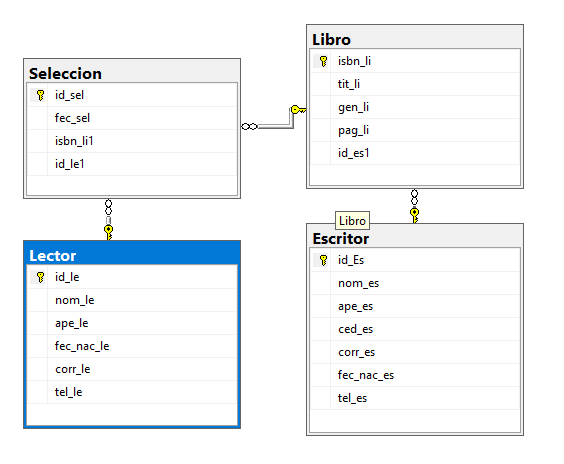 Seleccion
id_sel
fec_sel
isbn_li1
id_le1
Libro
isbn_li
tit_li
gen_li
pag_li
id_es1
Lector
id_le
nom_le
ape_le
fec_nac_le
corr_le
tel_le
Libro
Escritor
id_Es
nom_es
ape_es
ced_es
corr_es
fec_nac_es
tel_es